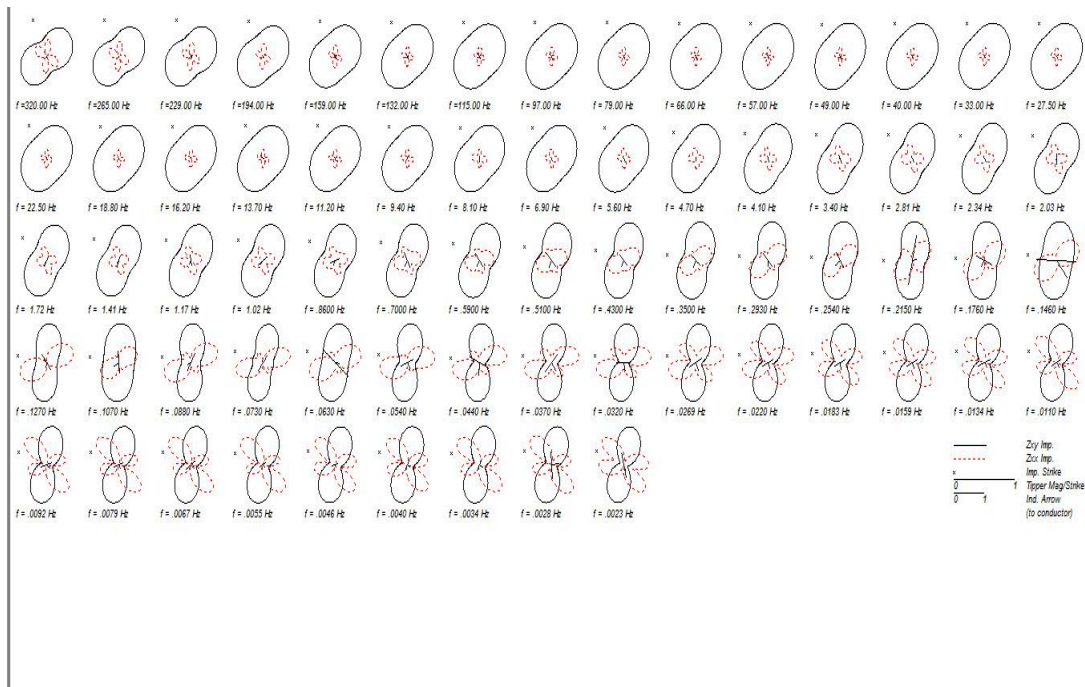 f =320.00 Hz f =265.00 Hz f =229.00 Hz f =194.00 Hz f =159.00 Hz f =132.00 Hz f =115.00 Hz f = 97.00 Hz f = 79.00 Hz f = 66.00 Hz f = 57.00 Hz f = 49.00 Hz f = 40.00 Hz f = 33.00 Hz f = 27.50 Hz
f = 22.50 Hz f = 18.80 Hz f = 16.20 Hz f = 13.70 Hz f = 11.20 Hz f = 9.40 Hz f = 8.10 Hz f = 6.90 Hz f = 5.60 Hz f = 4.70 Hz f = 4.10 Hz f = 3.40 Hz f = 2.81 Hz f = 2.34 Hz f = 2.03 Hz
f = 1.72 Hz f = 1.41 Hz f = 1.17 Hz f = 1.02 Hz f = .8600 Hz f = .7000 Hz f = .5900 Hz f = .5100 Hz f = .4300 Hz f = .3500 Hz f = .2930 Hz f = .2540 Hz f = .2150 Hz f = .1760 Hz f = .1460 Hz
f = .1270 Hz f = .1070 Hz f = .0880 Hz f = .0730 Hz f = .0630 Hz f = .0540 Hz f = .0440 Hz f = .0370 Hz f = .0320 Hz f = .0269 Hz f = .0220 Hz f = .0183 Hz f = .0159 Hz f = .0134 Hz f = .0110 Hz
f = .0092 Hz f = .0079 Hz f = .0067 Hz f = .0055 Hz f = .0046 Hz f = .0040 Hz f = .0034 Hz f = .0028 Hz f = .0023 Hz
Zxy Imp.
Zxx Imp.
x Imp. Strike
0 1 Tipper Mag/Strike
0 1 Ind. Arrow
(to conductor)